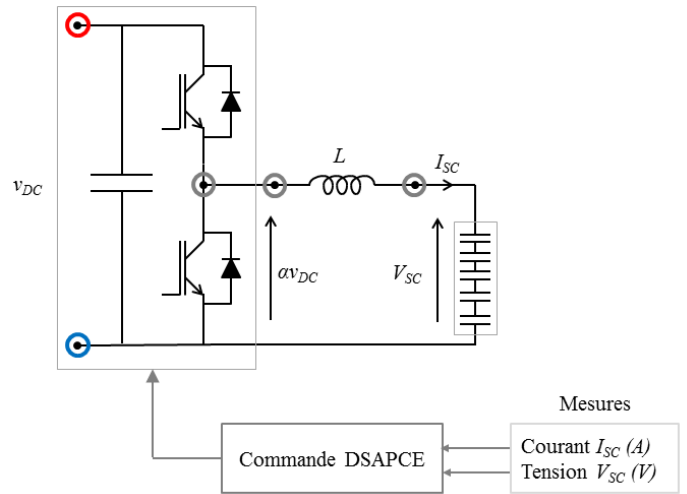 L
I_SC
v_DC
αv_DC
V_SC
Mesures
Commande DSAPCE
Courant I_SC (A)
Tension V_SC (V)